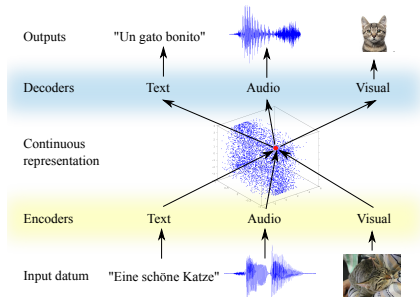 Outputs "Un gato bonito"
Decoders Text Audio Visual
Continuous
representation
Encoders Text Audio Visual
Input datum "Eine schöne Katze"